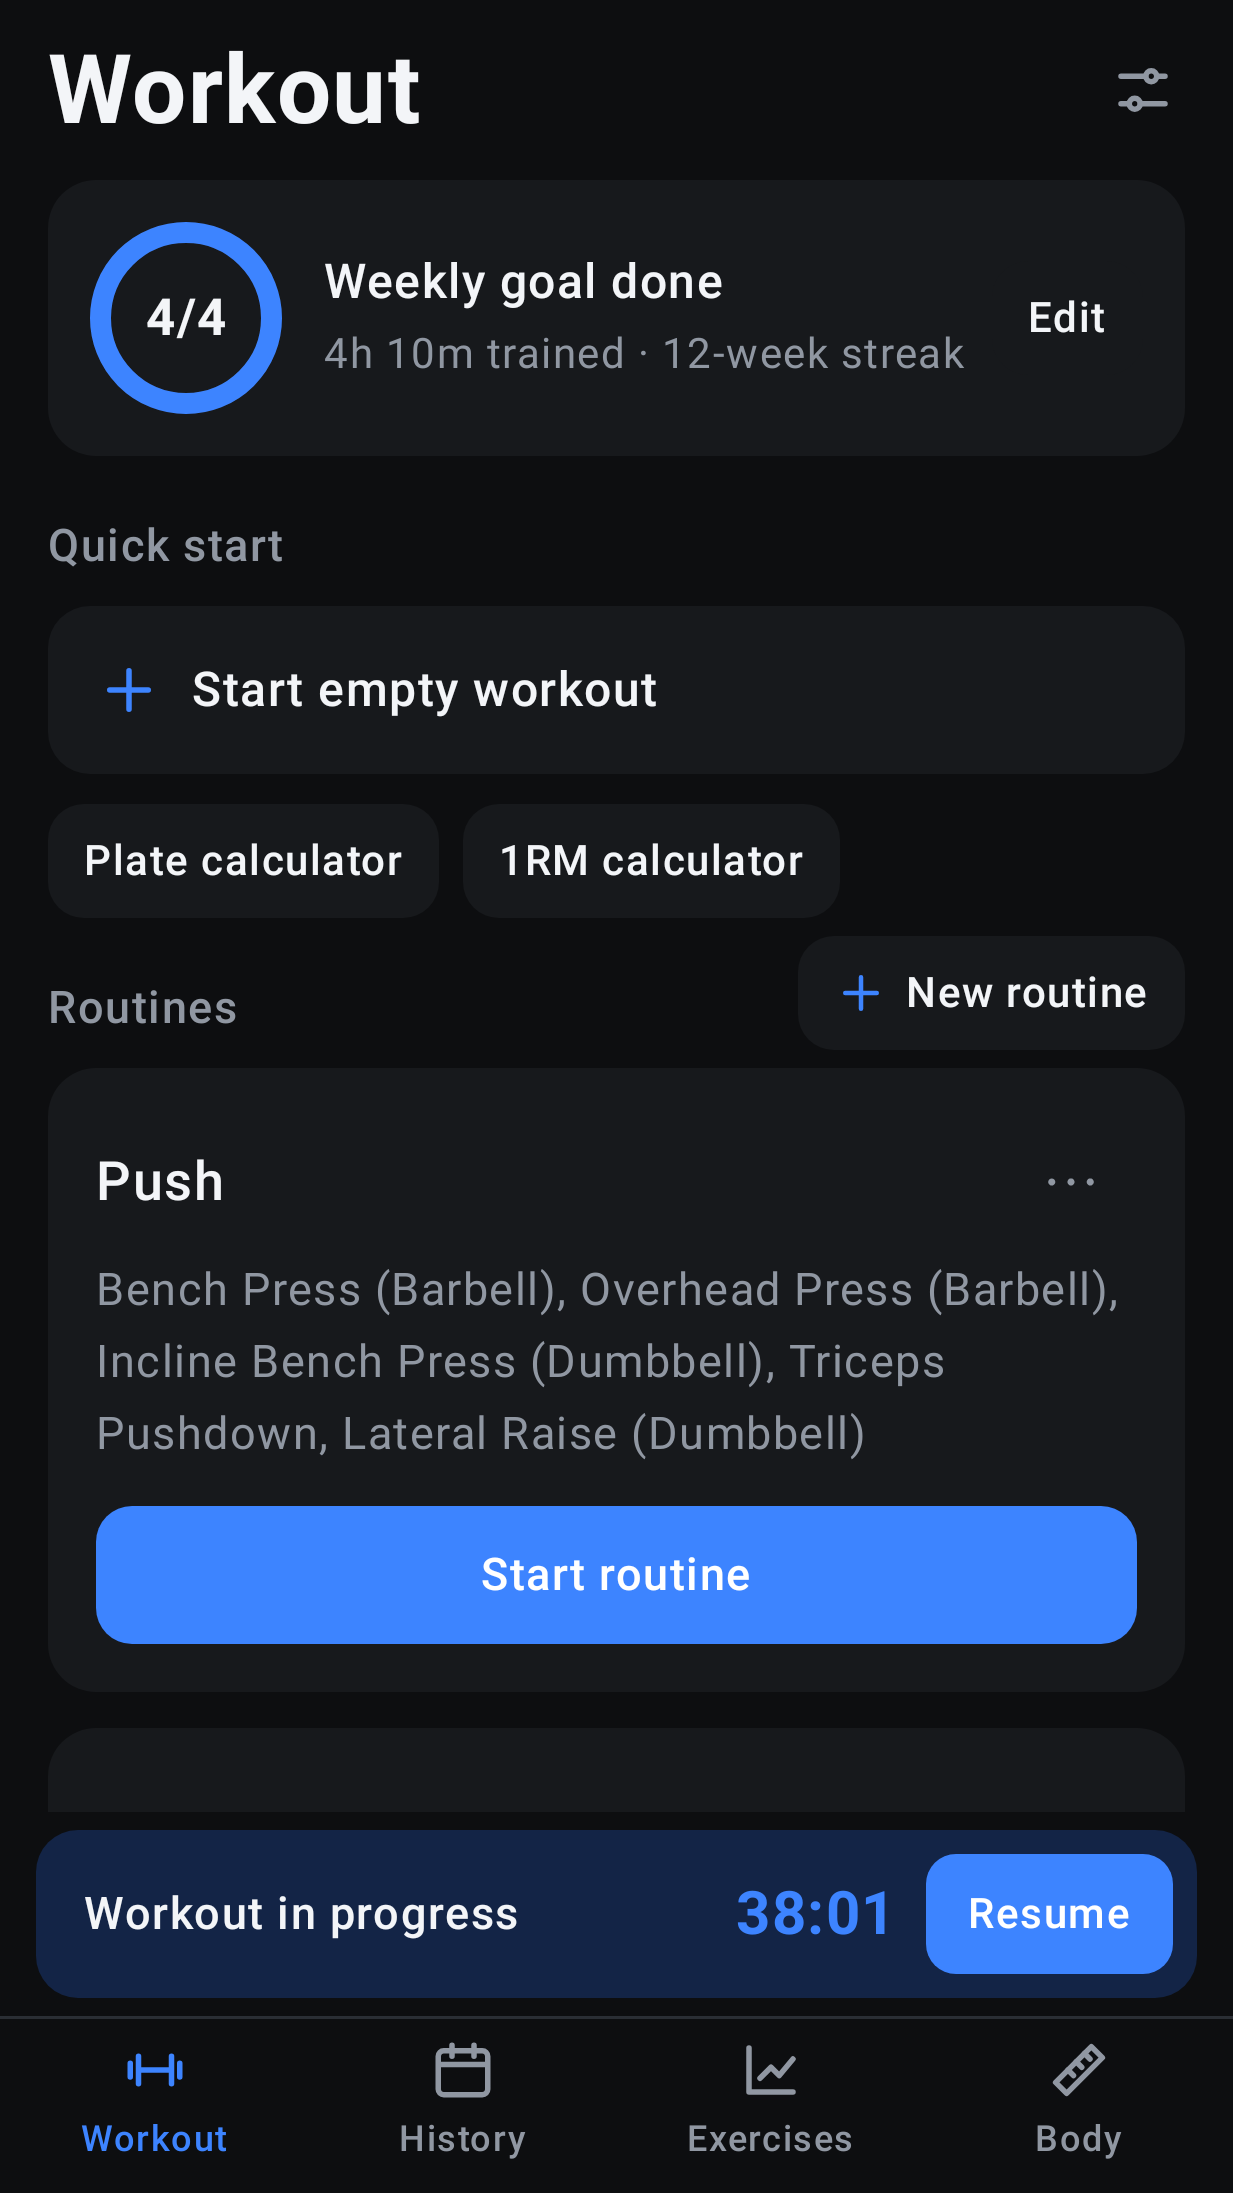 Workout
4/4
Weekly goal done
4h 10m trained · 12-week streak
Edit
Quick start
Start empty workout
Plate calculator
1RM calculator
Routines
New routine
Push
Bench Press (Barbell), Overhead Press (Barbell),
Incline Bench Press (Dumbbell), Triceps
Pushdown, Lateral Raise (Dumbbell)
Start routine
Workout in progress
38:01
Resume
Workout
History
Exercises
Body